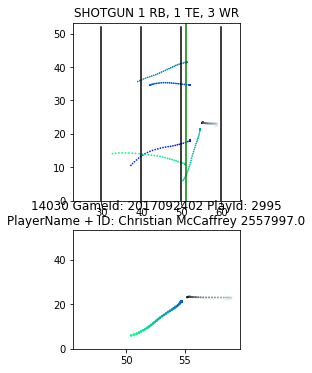 SHOTGUN 1 RB, 1 TE, 3 WR
50
40
30
20
10
0
30 40 50 60
14030 GameId: 2017092402 PlayId: 2995
PlayerName + ID: Christian McCaffrey 2557997.0
40
20
0
50 55